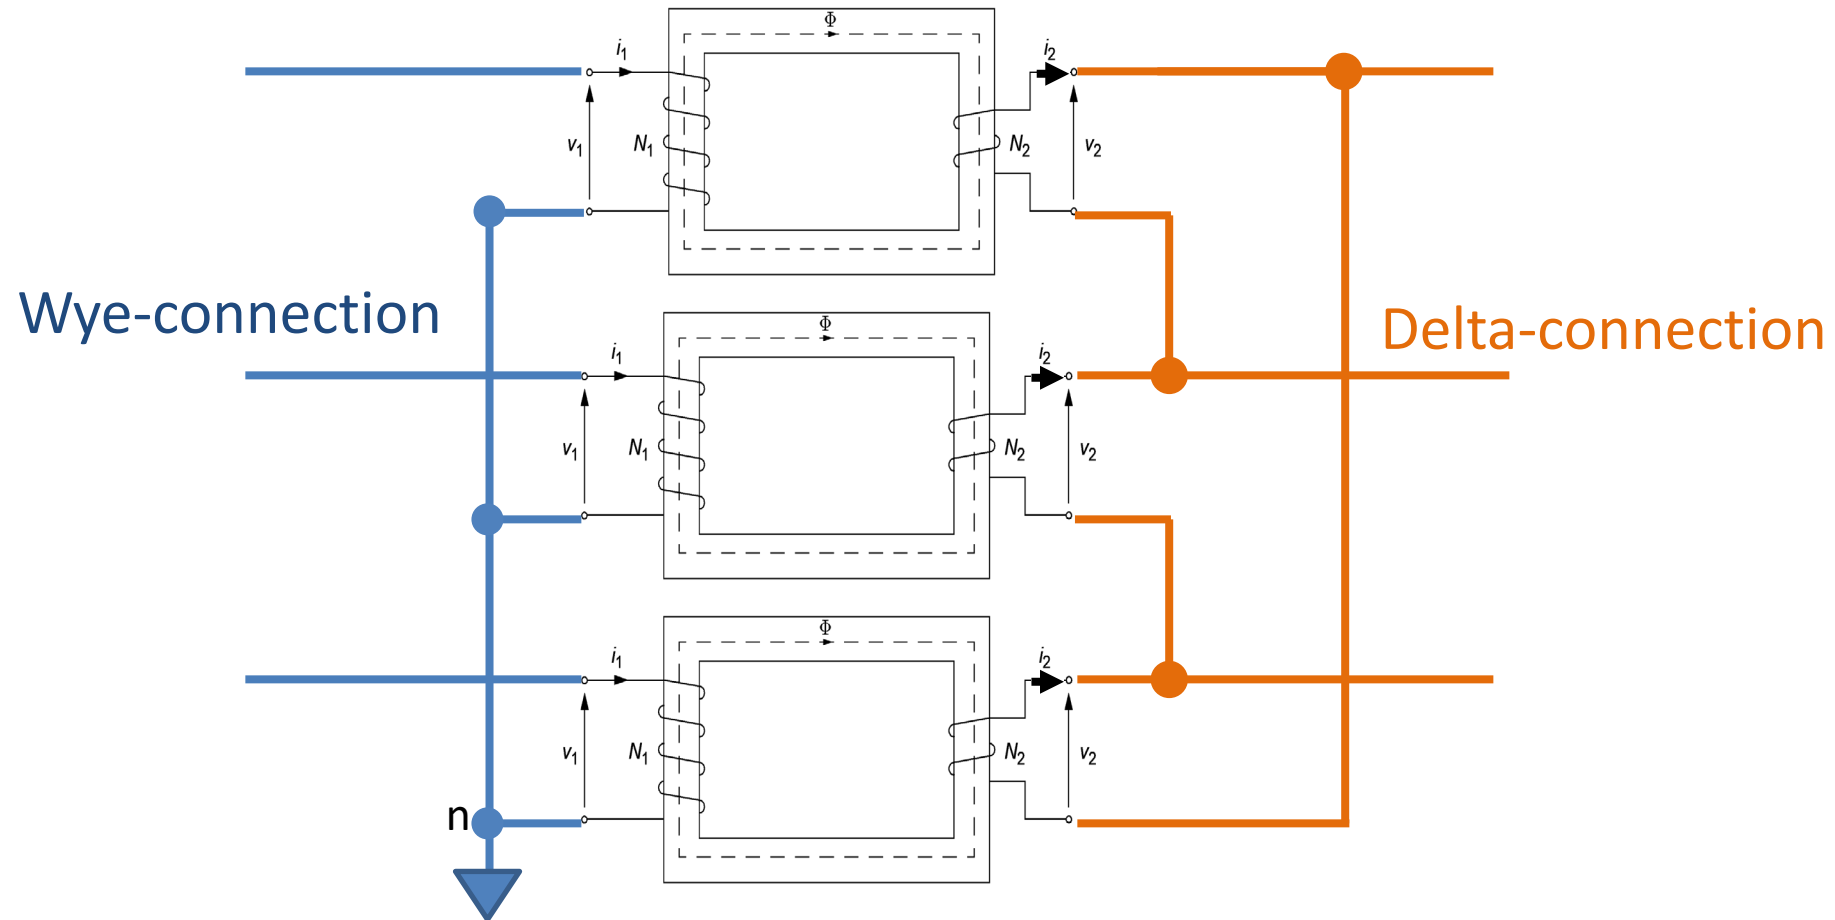 Φ
i1
i2
v1
N1
N2
v2
Wye-connection
Delta-connection
Φ
i1
i2
v1
N1
N2
v2
Φ
i1
i2
v1
N1
N2
v2
n